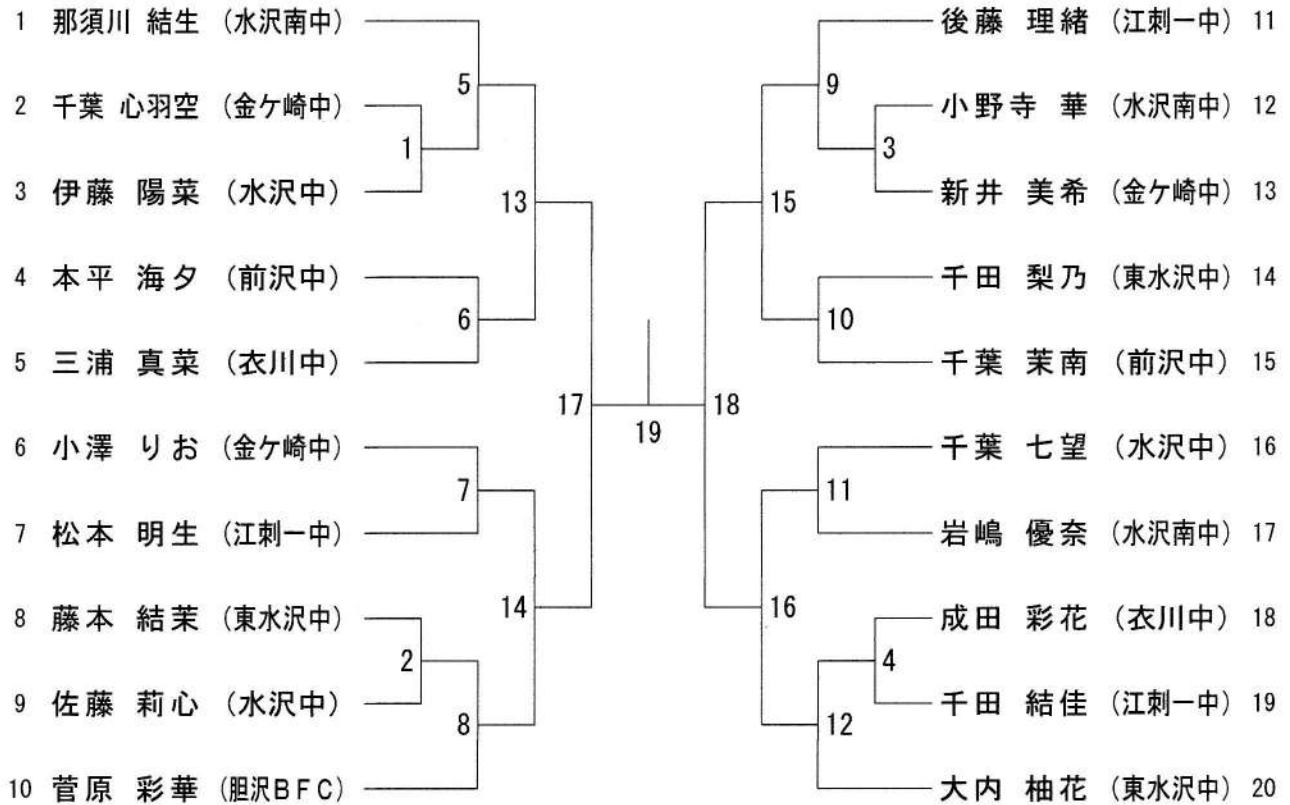 1 那須川 結生 (水沢南中)
2 千葉 心羽空 (金ケ崎中)
3 伊藤 陽菜 (水沢中)
4 本平 海夕 (前沢中)
5 三浦 真菜 (衣川中)
6 小澤 りお (金ケ崎中)
7 松本 明生 (江刺一中)
8 藤本 結茉 (東水沢中)
9 佐藤 莉心 (水沢中)
10 菅原 彩華 (胆沢BFC)
5
1
13
6
17
7
14
2
8
19
9
3
15
10
18
11
16
4
12
後藤 理緒 (江刺一中) 11
小野寺 華 (水沢南中) 12
新井 美希 (金ケ崎中) 13
千田 梨乃 (東水沢中) 14
千葉 茉南 (前沢中) 15
千葉 七望 (水沢中) 16
岩嶋 優奈 (水沢南中) 17
成田 彩花 (衣川中) 18
千田 結佳 (江刺一中) 19
大内 柚花 (東水沢中) 20